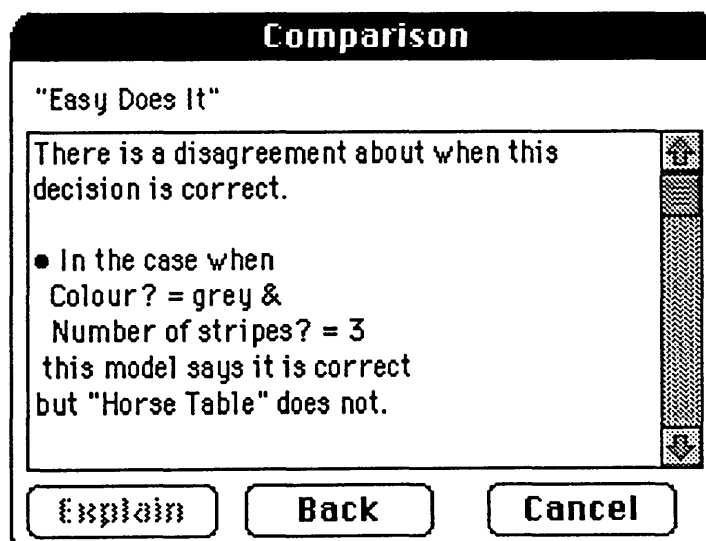 Comparison
"Easy Does It"
There is a disagreement about when this
decision is correct.
• In the case when
Colour? = grey &
Number of stripes? = 3
this model says it is correct
but "Horse Table" does not.
Explain
Back
Cancel